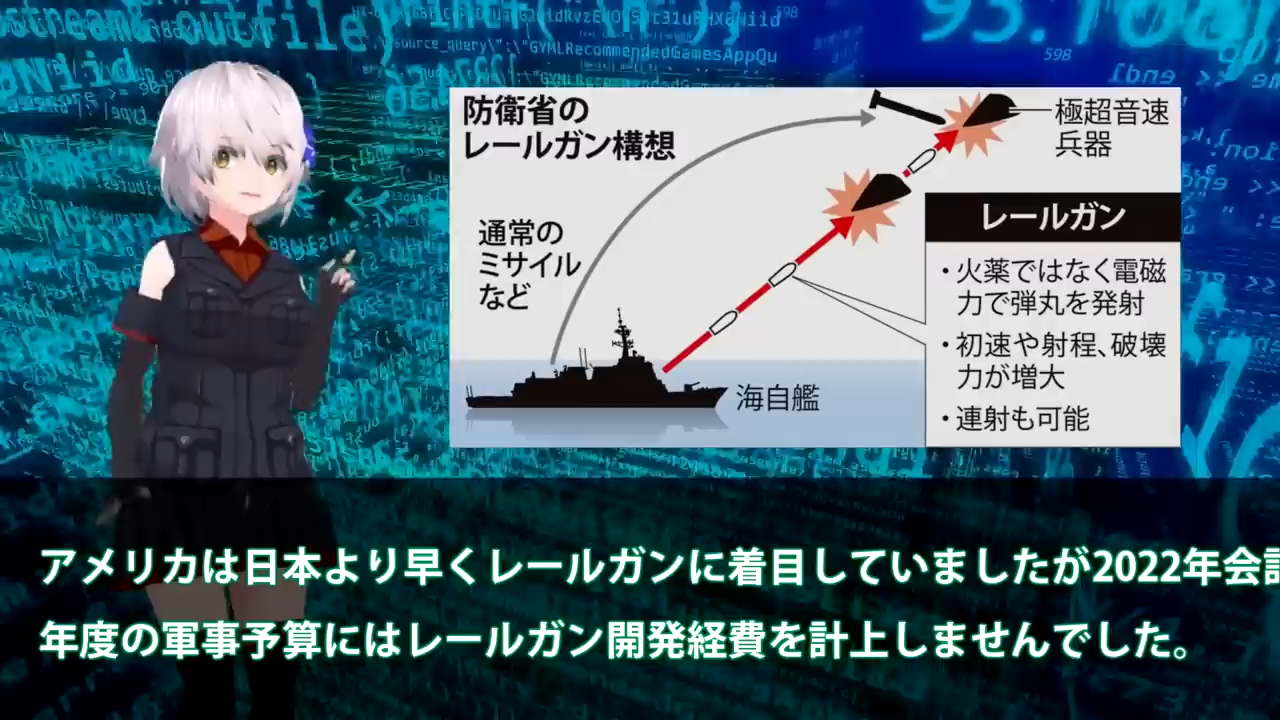 防衛省の
レールガン構想
極超音速
兵器
レールガン
通常の
ミサイル
など
・火薬ではなく電磁
力で弾丸を発射
・初速や射程、破壊
力が増大
・連射も可能
海自艦
アメリカは日本より早くレールガンに着目していましたが2022年会計
年度の軍事予算にはレールガン開発経費を計上しませんでした。